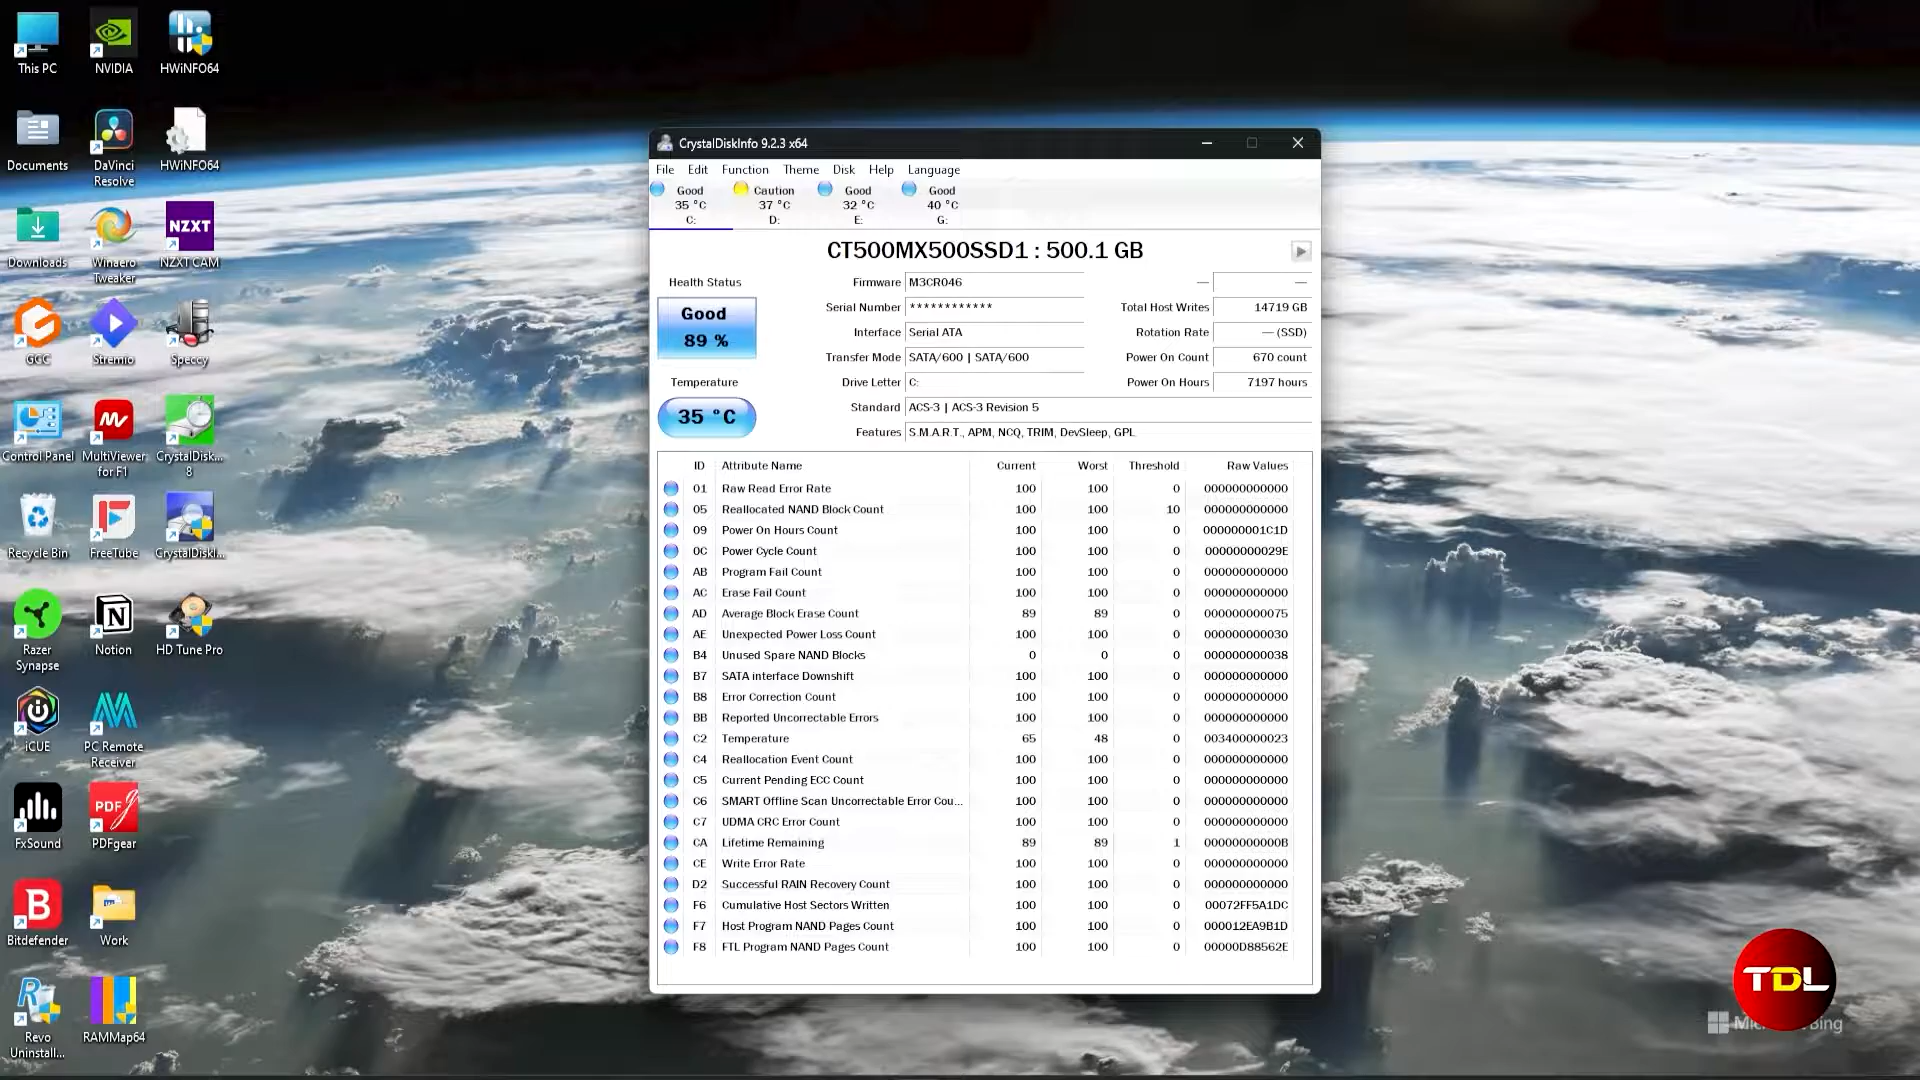 This PC
NVIDIA
HWiNFO64
Documents
DaVinci
Resolve
HWiNFO64
Downloads
Winaero
Tweaker
NZXT
NZXT CAM
GCC
Stremio
Speccy
Control Panel
MultiViewer
for F1
CrystalDisk...
8
Recycle Bin
FreeTube
CrystalDiskI...
Razer
Synapse
Notion
HD Tune Pro
iCUE
PC Remote
Receiver
FxSound
PDF
PDFgear
B
Bitdefender
Work
Revo
Uninstall...
RAMMap64
CrystalDiskInfo 9.2.3 x64
File Edit Function Theme Disk Help Language
Good Caution Good Good
35 °C 37 °C 32 °C 40 °C
C: D: E: G:
CT500MX500SSD1 : 500.1 GB
Health Status
Good
89 %
Temperature
35 °C
Firmware M3CR046 — —
Serial Number ************ Total Host Writes 14719 GB
Interface Serial ATA Rotation Rate — (SSD)
Transfer Mode SATA/600 | SATA/600 Power On Count 670 count
Drive Letter C: Power On Hours 7197 hours
Standard ACS-3 | ACS-3 Revision 5
Features S.M.A.R.T., APM, NCQ, TRIM, DevSleep, GPL
ID Attribute Name Current Worst Threshold Raw Values
01 Raw Read Error Rate 100 100 0 000000000000
05 Reallocated NAND Block Count 100 100 10 000000000000
09 Power On Hours Count 100 100 0 000000001C1D
0C Power Cycle Count 100 100 0 00000000029E
AB Program Fail Count 100 100 0 000000000000
AC Erase Fail Count 100 100 0 000000000000
AD Average Block Erase Count 89 89 0 000000000075
AE Unexpected Power Loss Count 100 100 0 000000000030
B4 Unused Spare NAND Blocks 0 0 0 000000000038
B7 SATA interface Downshift 100 100 0 000000000000
B8 Error Correction Count 100 100 0 000000000000
BB Reported Uncorrectable Errors 100 100 0 000000000000
C2 Temperature 65 48 0 003400000023
C4 Reallocation Event Count 100 100 0 000000000000
C5 Current Pending ECC Count 100 100 0 000000000000
C6 SMART Offline Scan Uncorrectable Error Cou... 100 100 0 000000000000
C7 UDMA CRC Error Count 100 100 0 000000000000
CA Lifetime Remaining 89 89 1 00000000000B
CE Write Error Rate 100 100 0 000000000000
D2 Successful RAIN Recovery Count 100 100 0 000000000000
F6 Cumulative Host Sectors Written 100 100 0 00072FF5A1DC
F7 Host Program NAND Pages Count 100 100 0 000012EA9B1D
F8 FTL Program NAND Pages Count 100 100 0 00000D88562E
TDL